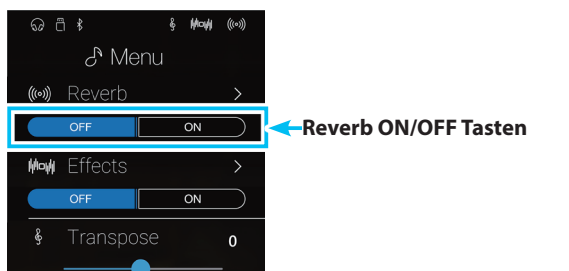 Menu
Reverb
OFF ON
Reverb ON/OFF Tasten
Effects
OFF ON
Transpose 0